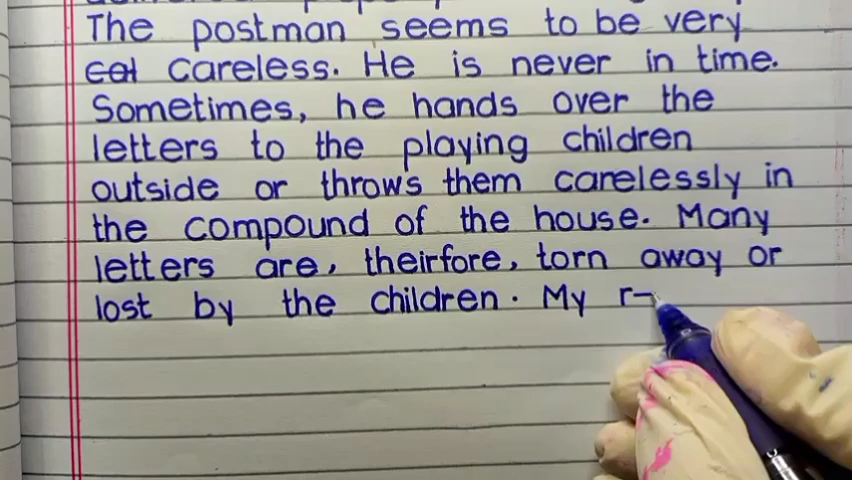 The postman seems to be very
careless. He is never in time.
Sometimes, he hands over the
letters to the playing children
outside or throws them carelessly in
the compound of the house. Many
letters are, theirfore, torn away or
lost by the children. My r